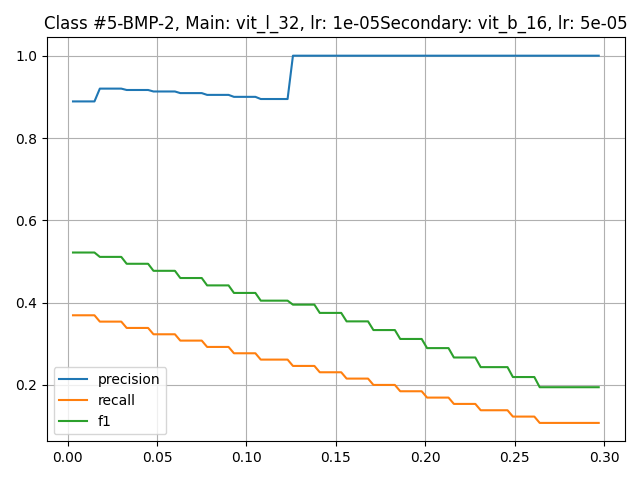 Class #5-BMP-2, Main: vit_l_32, lr: 1e-05Secondary: vit_b_16, lr: 5e-05
1.0
0.8
0.6
0.4
0.2
precision
recall
f1
0.00 0.05 0.10 0.15 0.20 0.25 0.30